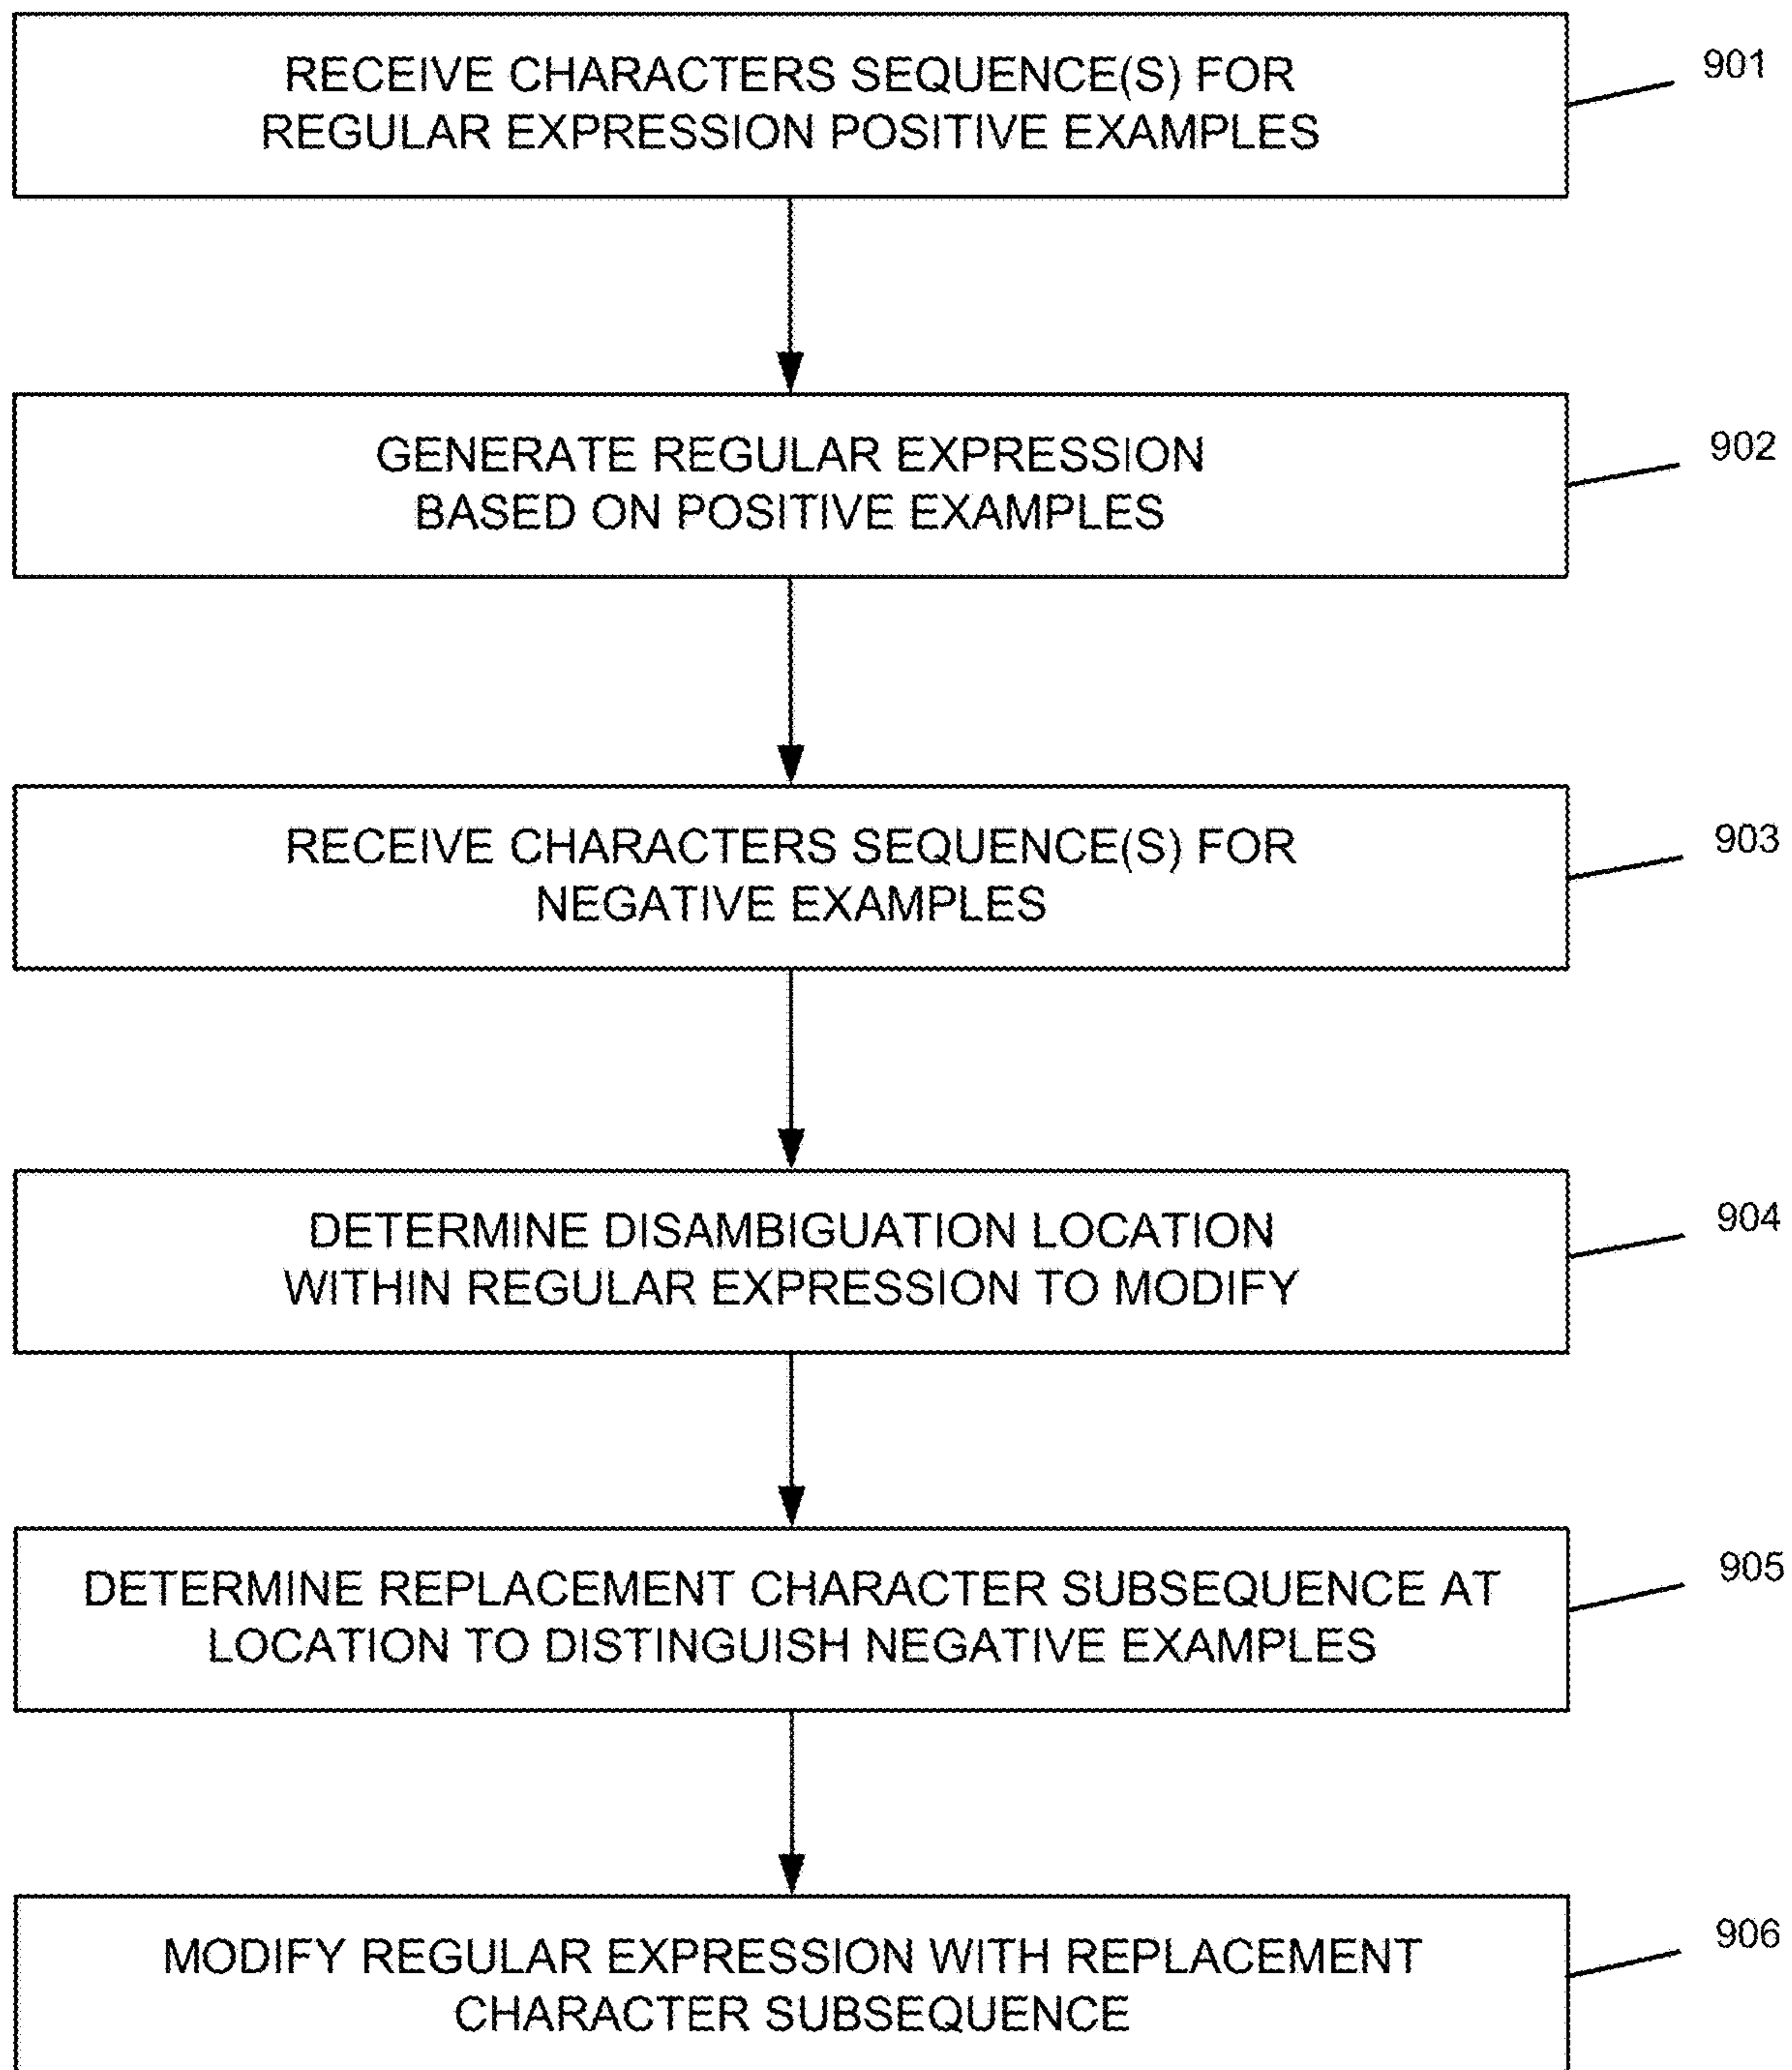 RECEIVE CHARACTERS SEQUENCE(S) FOR
REGULAR EXPRESSION POSITIVE EXAMPLES
901
GENERATE REGULAR EXPRESSION
BASED ON POSITIVE EXAMPLES
902
RECEIVE CHARACTERS SEQUENCE(S) FOR
NEGATIVE EXAMPLES
903
DETERMINE DISAMBIGUATION LOCATION
WITHIN REGULAR EXPRESSION TO MODIFY
904
DETERMINE REPLACEMENT CHARACTER SUBSEQUENCE AT
LOCATION TO DISTINGUISH NEGATIVE EXAMPLES
905
MODIFY REGULAR EXPRESSION WITH REPLACEMENT
CHARACTER SUBSEQUENCE
906